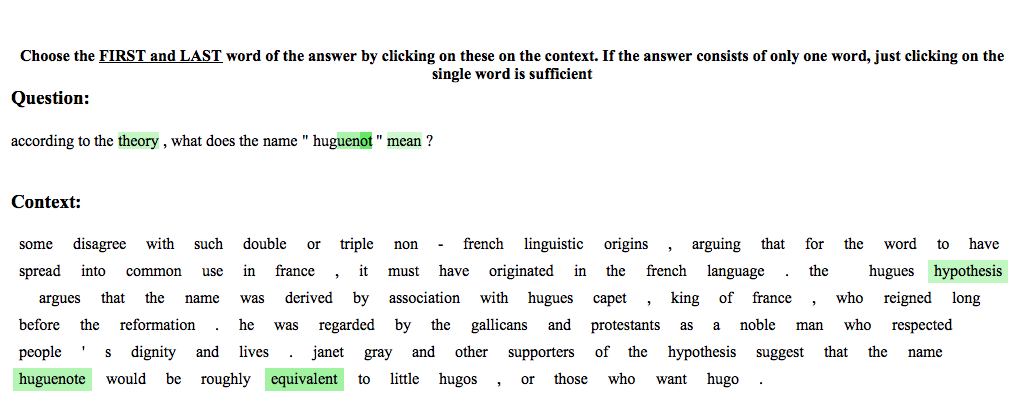 Choose the FIRST and LAST word of the answer by clicking on these on the context. If the answer consists of only one word, just clicking on the
single word is sufficient
Question:
according to the theory , what does the name " huguenot " mean ?
Context:
some disagree with such double or triple non - french linguistic origins , arguing that for the word to have
spread into common use in france , it must have originated in the french language . the hugues hypothesis
argues that the name was derived by association with hugues capet , king of france , who reigned long
before the reformation . he was regarded by the gallicans and protestants as a noble man who respected
people ' s dignity and lives . janet gray and other supporters of the hypothesis suggest that the name
huguenote would be roughly equivalent to little hugos , or those who want hugo .